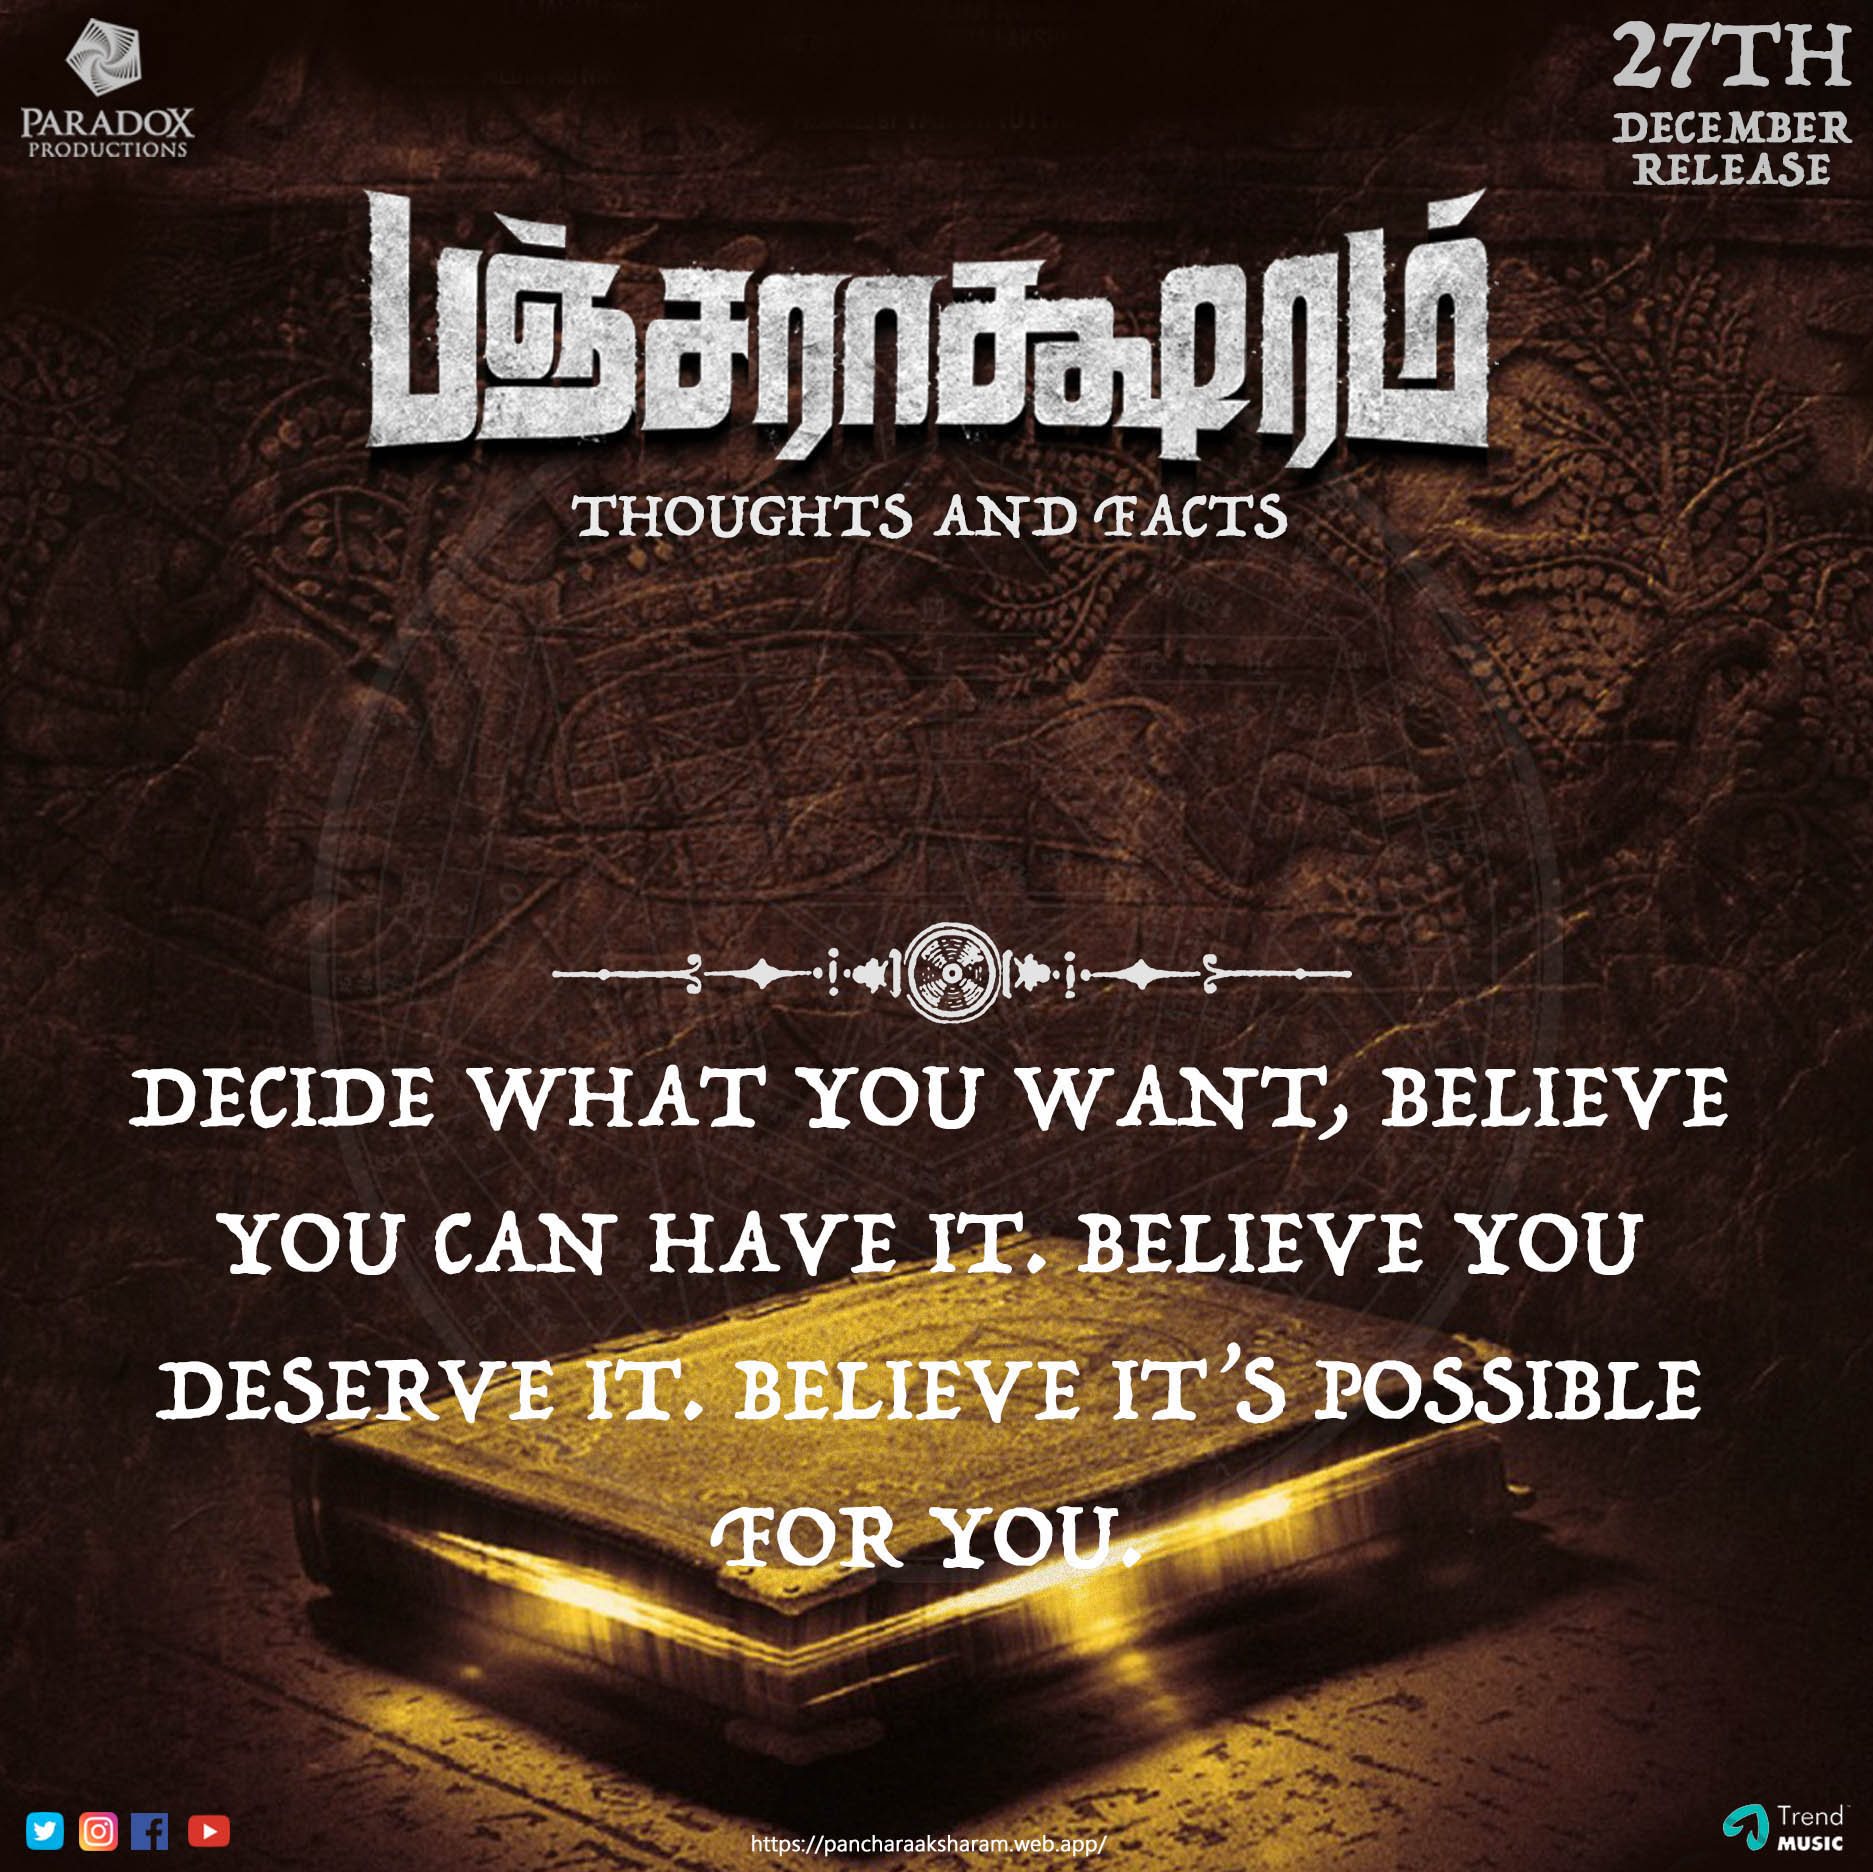 PARADOX
PRODUCTIONS
27TH
DECEMBER
RELEASE
பஞ்சராக்ஷரம்
THOUGHTS AND FACTS
DECIDE WHAT YOU WANT, BELIEVE
YOU CAN HAVE IT. BELIEVE YOU
DESERVE IT. BELIEVE IT'S POSSIBLE
FOR YOU.
https://pancharaaksharam.web.app/
Trend
MUSIC